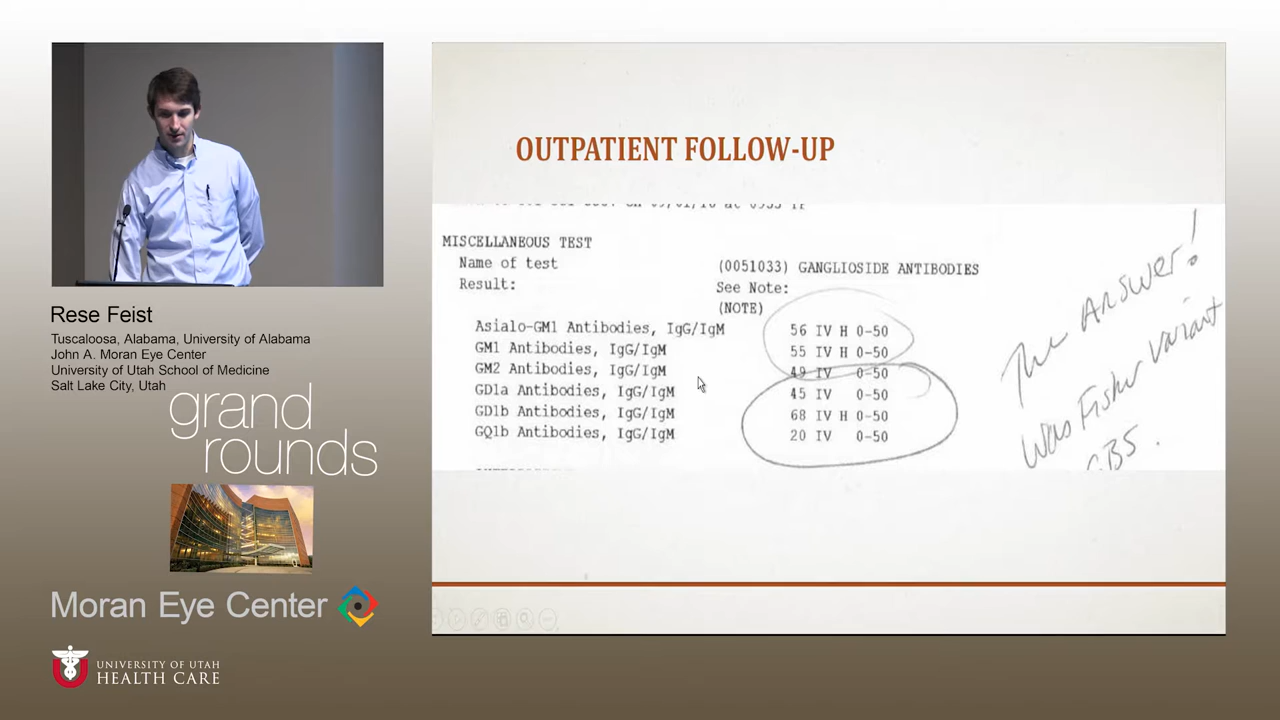 OUTPATIENT FOLLOW-UP
MISCELLANEOUS TEST
Name of test (0051033) GANGLIOSIDE ANTIBODIES
Result: See Note:
(NOTE)
Asialo-GM1 Antibodies, IgG/IgM 56 IV H 0-50
GM1 Antibodies, IgG/IgM 55 IV H 0-50
GM2 Antibodies, IgG/IgM 49 IV 0-50
GD1a Antibodies, IgG/IgM 45 IV 0-50
GD1b Antibodies, IgG/IgM 68 IV H 0-50
GQ1b Antibodies, IgG/IgM 20 IV 0-50
The Answer!
Was Fisher Variant
GBS.
Rese Feist
Tuscaloosa, Alabama, University of Alabama
John A. Moran Eye Center
University of Utah School of Medicine
Salt Lake City, Utah
grand
rounds
Moran Eye Center
UNIVERSITY OF UTAH
HEALTH CARE